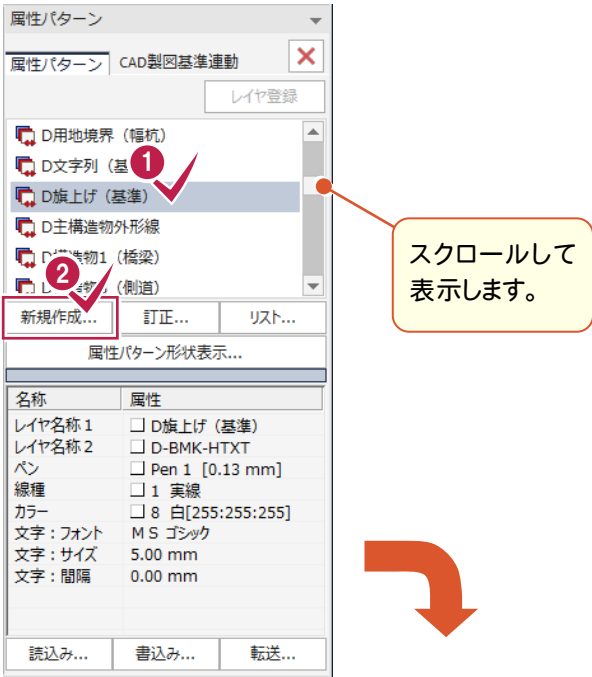 属性パターン
属性パターン CAD製図基準連動
レイヤ登録
D用地境界（幅杭）
D文字列（基
1
D旗上げ（基準）
D主構造物外形線
物1（橋梁）
2
（側道）
スクロールして
表示します。
新規作成... 訂正... リスト...
属性パターン形状表示...
名称 属性
レイヤ名称1 D旗上げ（基準）
レイヤ名称2 D-BMK-HTXT
ペン Pen 1 [0.13 mm]
線種 1 実線
カラー 8 白[255:255:255]
文字：フォント ＭＳ ゴシック
文字：サイズ 5.00 mm
文字：間隔 0.00 mm
読込み... 書込み... 転送...